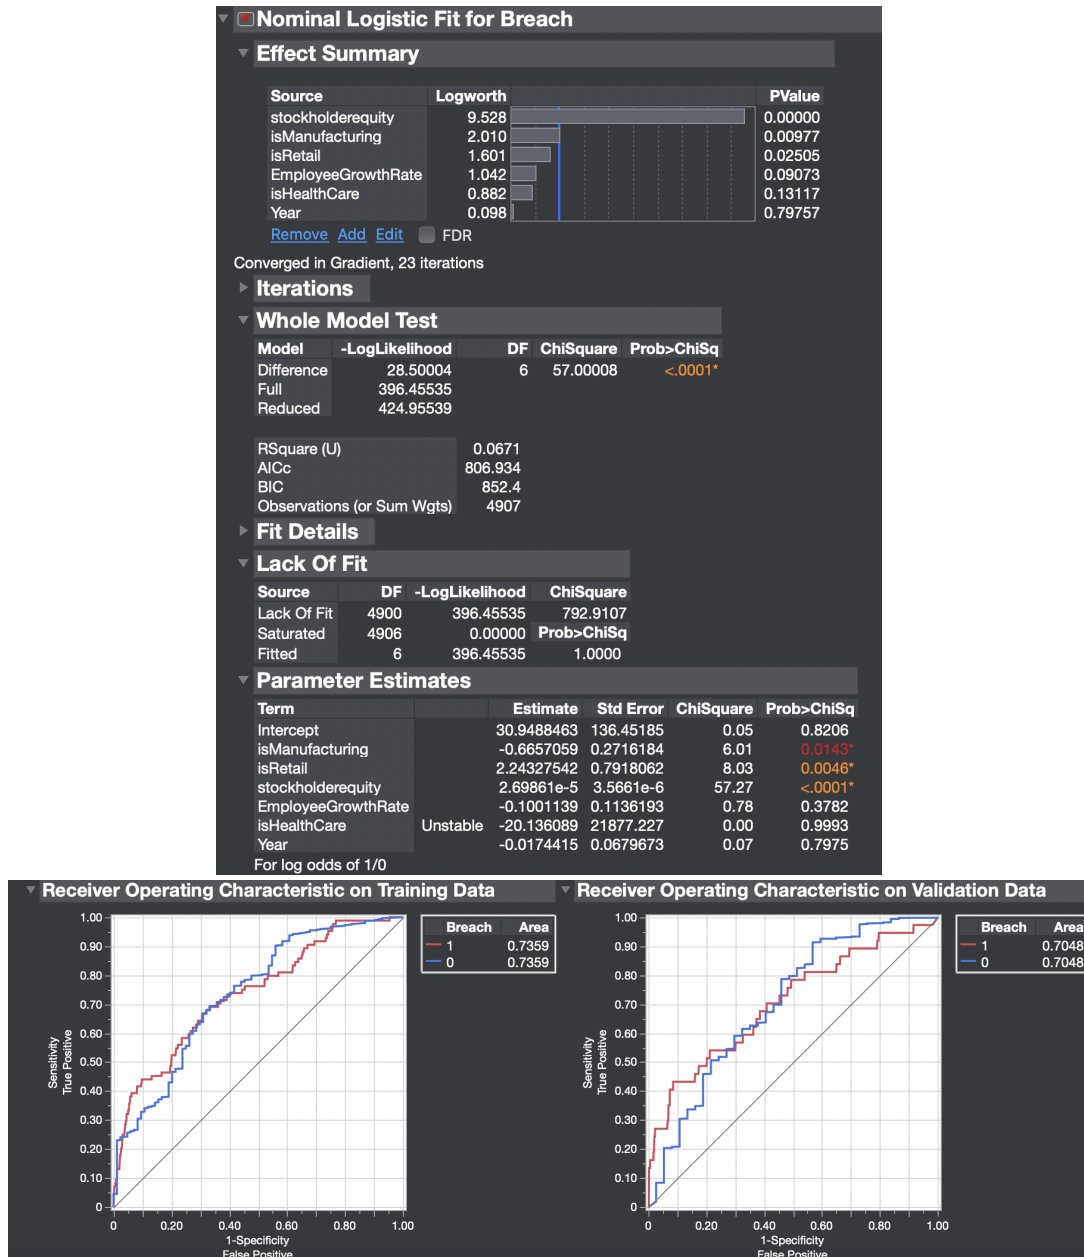 Nominal Logistic Fit for Breach
Effect Summary
Source Logworth PValue
stockholderequity 9.528 0.00000
isManufacturing 2.010 0.00977
isRetail 1.601 0.02505
EmployeeGrowthRate 1.042 0.09073
isHealthCare 0.882 0.13117
Year 0.098 0.79757
Remove Add Edit FDR
Converged in Gradient, 23 iterations
Iterations
Whole Model Test
Model -LogLikelihood DF ChiSquare Prob>ChiSq
Difference 28.50004 6 57.00008 <.0001*
Full 396.45535
Reduced 424.95539
RSquare (U) 0.0671
AICc 806.934
BIC 852.4
Observations (or Sum Wgts) 4907
Fit Details
Lack Of Fit
Source DF -LogLikelihood ChiSquare
Lack Of Fit 4900 396.45535 792.9107
Saturated 4906 0.00000 Prob>ChiSq
Fitted 6 396.45535 1.0000
Parameter Estimates
Term Estimate Std Error ChiSquare Prob>ChiSq
Intercept 30.9488463 136.45185 0.05 0.8206
isManufacturing -0.6657059 0.2716184 6.01 0.0143*
isRetail 2.24327542 0.7918062 8.03 0.0046*
stockholderequity 2.69861e-5 3.5661e-6 57.27 <.0001*
EmployeeGrowthRate -0.1001139 0.1136193 0.78 0.3782
isHealthCare Unstable -20.136089 21877.227 0.00 0.9993
Year -0.0174415 0.0679673 0.07 0.7975
For log odds of 1/0
Receiver Operating Characteristic on Training Data
Breach Area
1 0.7359
0 0.7359
1.00
0.90
0.80
0.70
0.60
0.50
0.40
0.30
0.20
0.10
0
Sensitivity
True Positive
0 0.20 0.40 0.60 0.80 1.00
1-Specificity
False Positive
Receiver Operating Characteristic on Validation Data
Breach Area
1 0.7048
0 0.7048
1.00
0.90
0.80
0.70
0.60
0.50
0.40
0.30
0.20
0.10
0
Sensitivity
True Positive
0 0.20 0.40 0.60 0.80 1.00
1-Specificity
False Positive